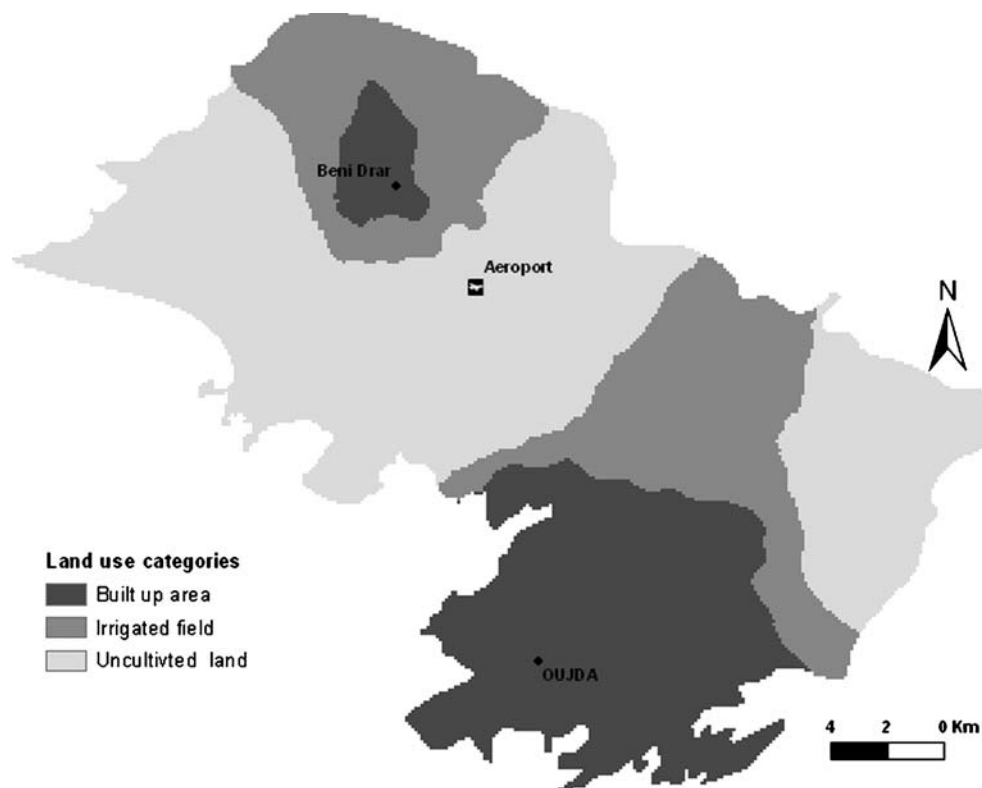 Beni Drar
Aeroport
N
Land use categories
Built up area
Irrigated field
Uncultivted land
OUJDA
4 2 0 Km